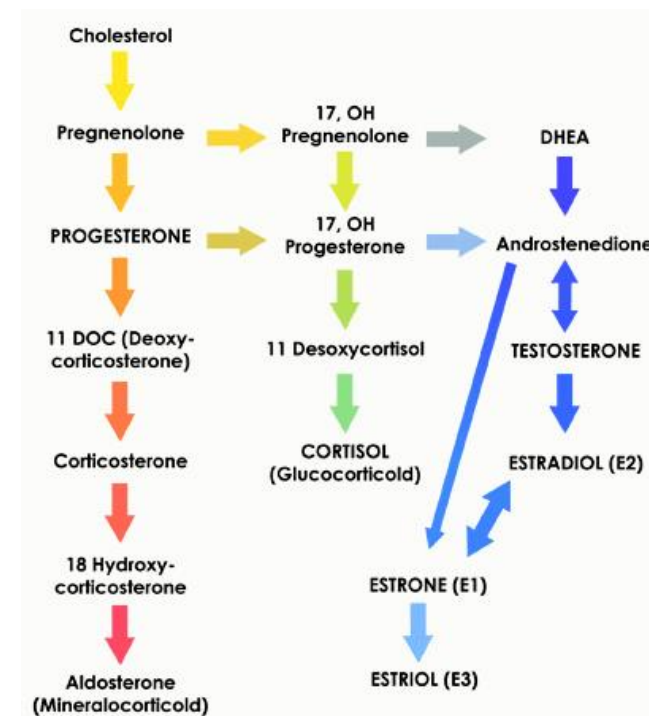 Cholesterol
Pregnenolone
17, OH
Pregnenolone
DHEA
PROGESTERONE
17, OH
Progesterone
Androstenedione
11 DOC (Deoxy-
corticosterone)
11 Desoxycortisol
TESTOSTERONE
Corticosterone
CORTISOL
(Glucocorticold)
ESTRADIOL (E2)
18 Hydroxy-
corticosterone
ESTRONE (E1)
Aldosterone
(Mineralocorticold)
ESTRIOL (E3)